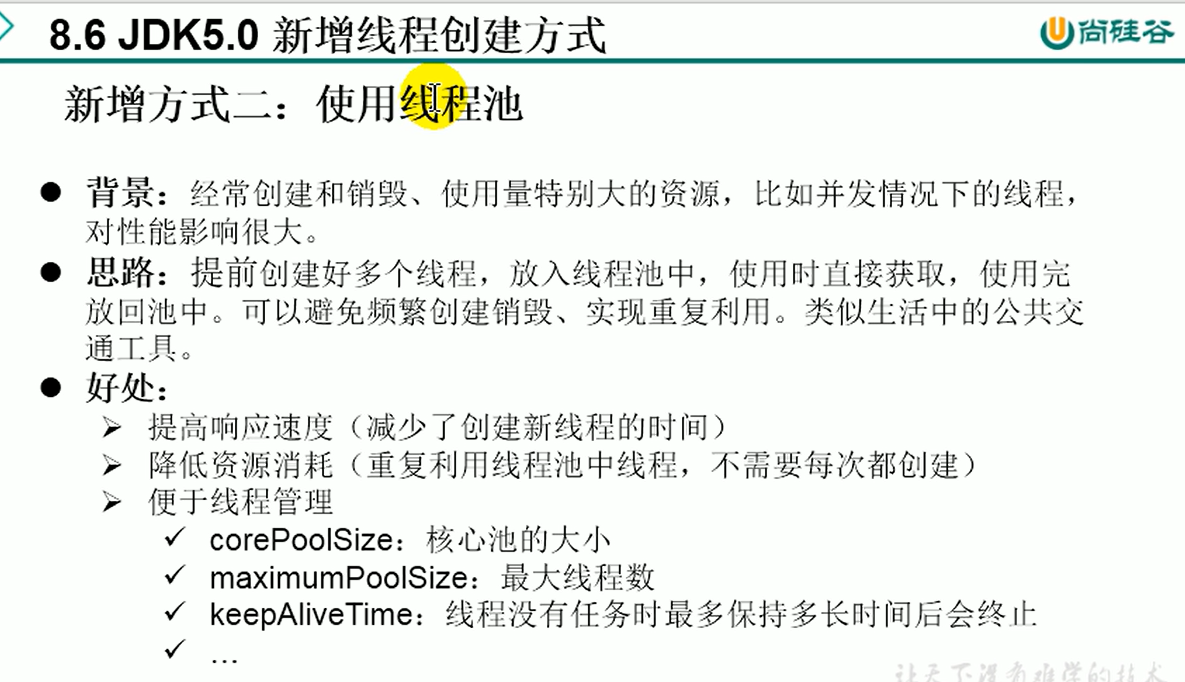 8.6 JDK5.0 新增线程创建方式
尚硅谷
新增方式二：使用线程池
背景：经常创建和销毁、使用量特别大的资源，比如并发情况下的线程，
对性能影响很大。
思路：提前创建好多个线程，放入线程池中，使用时直接获取，使用完
放回池中。可以避免频繁创建销毁、实现重复利用。类似生活中的公共交
通工具。
好处：
提高响应速度（减少了创建新线程的时间）
降低资源消耗（重复利用线程池中线程，不需要每次都创建）
便于线程管理
corePoolSize：核心池的大小
maximumPoolSize：最大线程数
keepAliveTime：线程没有任务时最多保持多长时间后会终止
…
让天下没有难学的技术